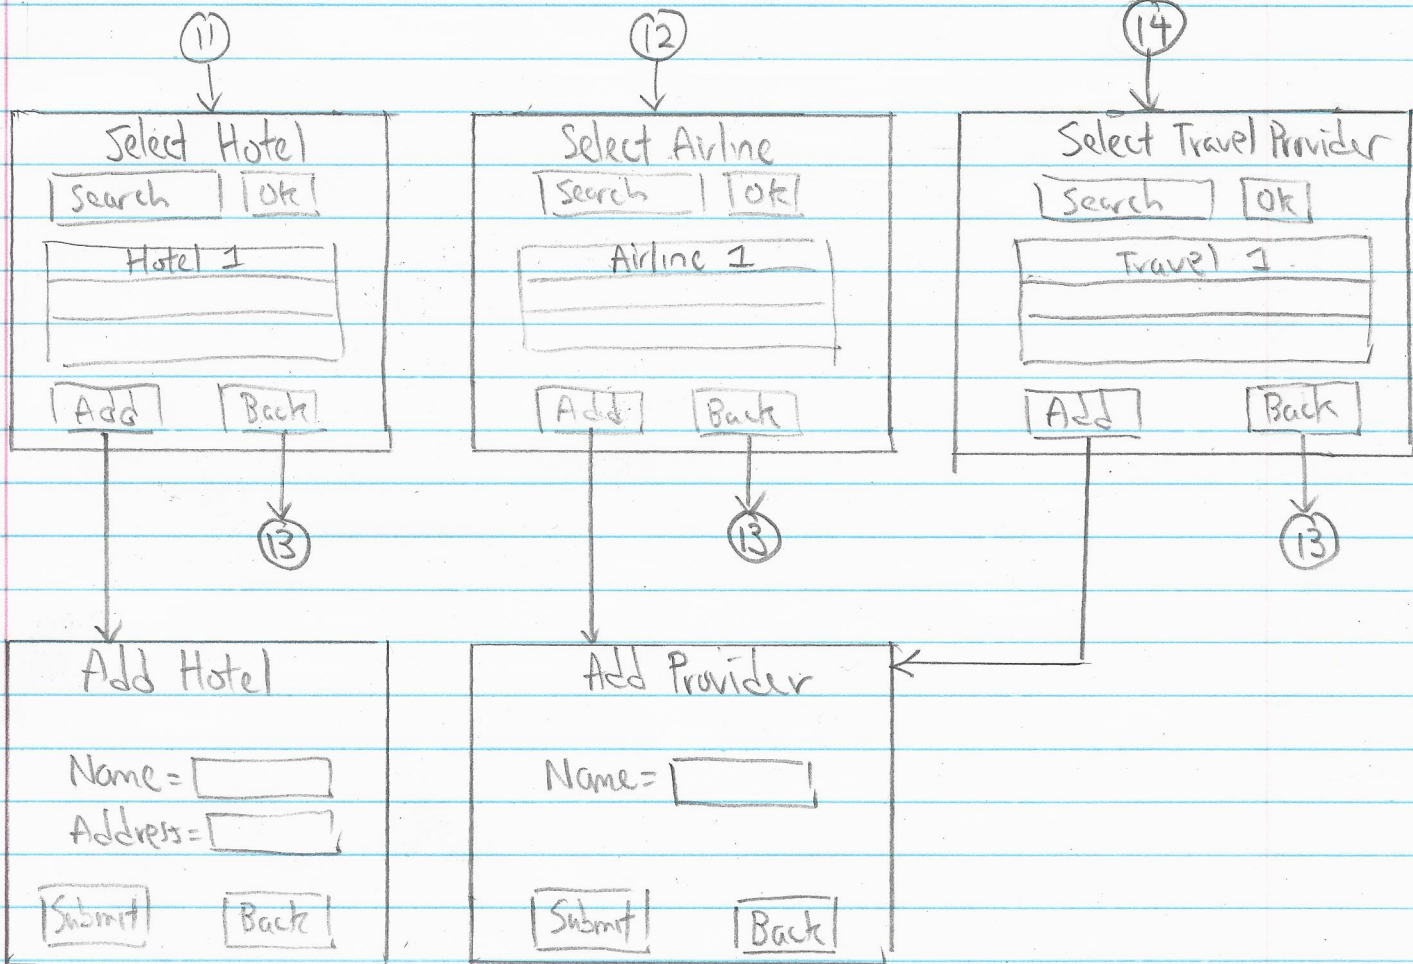 11
12
14
Select Hotel
Search
Ok
Hotel 1
Add
Back
13
Select Airline
Search
Ok
Airline 1
Add
Back
13
Select Travel Provider
Search
Ok
Travel 1
Add
Back
13
Add Hotel
Name=
Address=
Submit
Back
Add Provider
Name=
Submit
Back